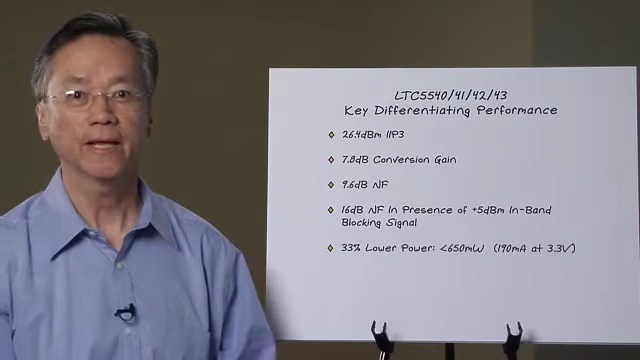 LTC5540/41/42/43
Key Differentiating Performance
26.4dBm IIP3
7.8dB Conversion Gain
9.6dB NF
16dB NF In Presence of +5dBm In-Band
Blocking Signal
33% Lower Power: <650mW (190mA at 3.3V)